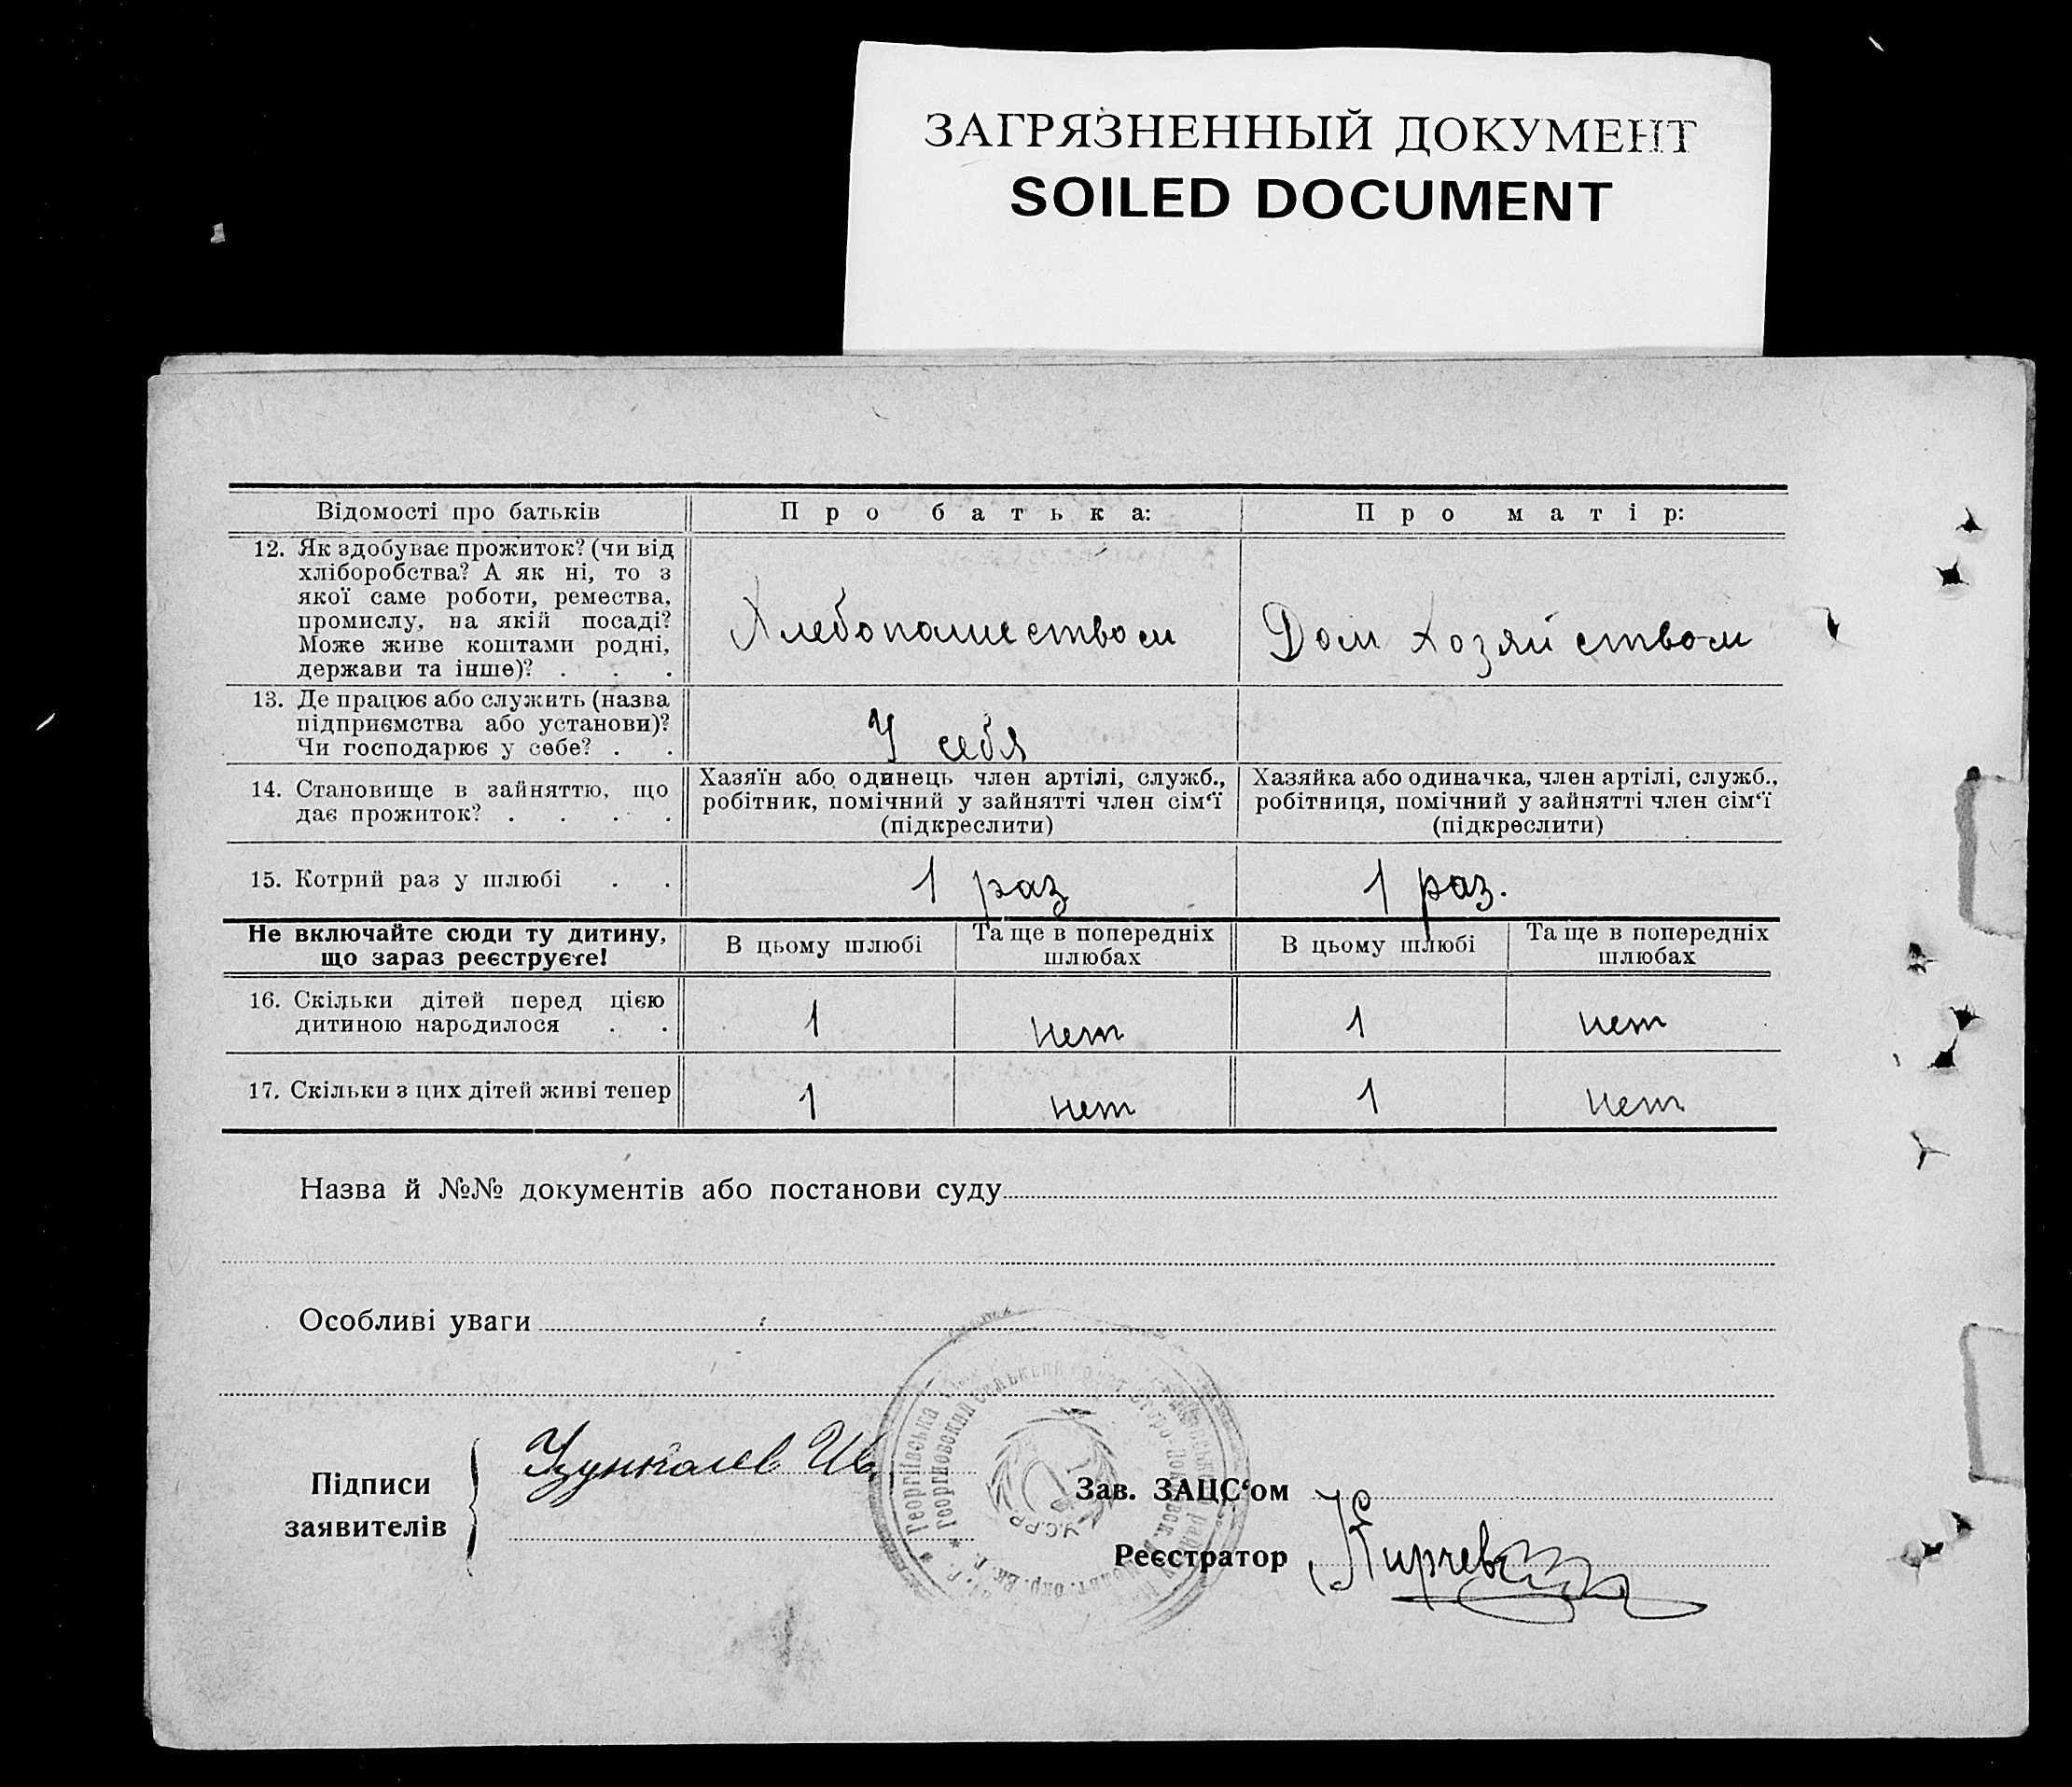 ЗАГРЯЗНЕННЫЙ ДОКУМЕНТ
SOILED DOCUMENT
Відомості про батьків
Про батька:
Про матір:
12. Як здобуває прожиток? (чи від
хліборобства? А як ні, то з
якої саме роботи, ремества,
промислу, на якій посаді?
Може живе коштами родні,
держави та інше)? . . .
Хлебопашеством
Дом хозяйством
13. Де працює або служить (назва
підприємства або установи)?
Чи господарює у себе? . .
У себя
14. Становище в зайняттю, що
дає прожиток? . . . .
Хазяїн або одинець член артілі, служб.,
робітник, помічний у зайнятті член сім‘ї
(підкреслити)
Хазяйка або одиначка, член артілі, служб.,
робітниця, помічний у зайнятті член сім‘ї
(підкреслити)
15. Котрий раз у шлюбі . .
1 раз
1 раз.
Не включайте сюди ту дитину,
що зараз реєструєте!
В цьому шлюбі
Та ще в попередніх
шлюбах
В цьому шлюбі
Та ще в попередніх
шлюбах
16. Скільки дітей перед цією
дитиною народилося . .
1
нет
1
нет
17. Скільки з цих дітей живі тепер
1
нет
1
нет
Назва й №№ документів або постанови суду
Особливі уваги
Підписи
заявителів
Узунколев Ив
* Георгіївська
* Георгиевский
У.С.Р.Р.
Зав. ЗАЦС‘ом
Реєстратор